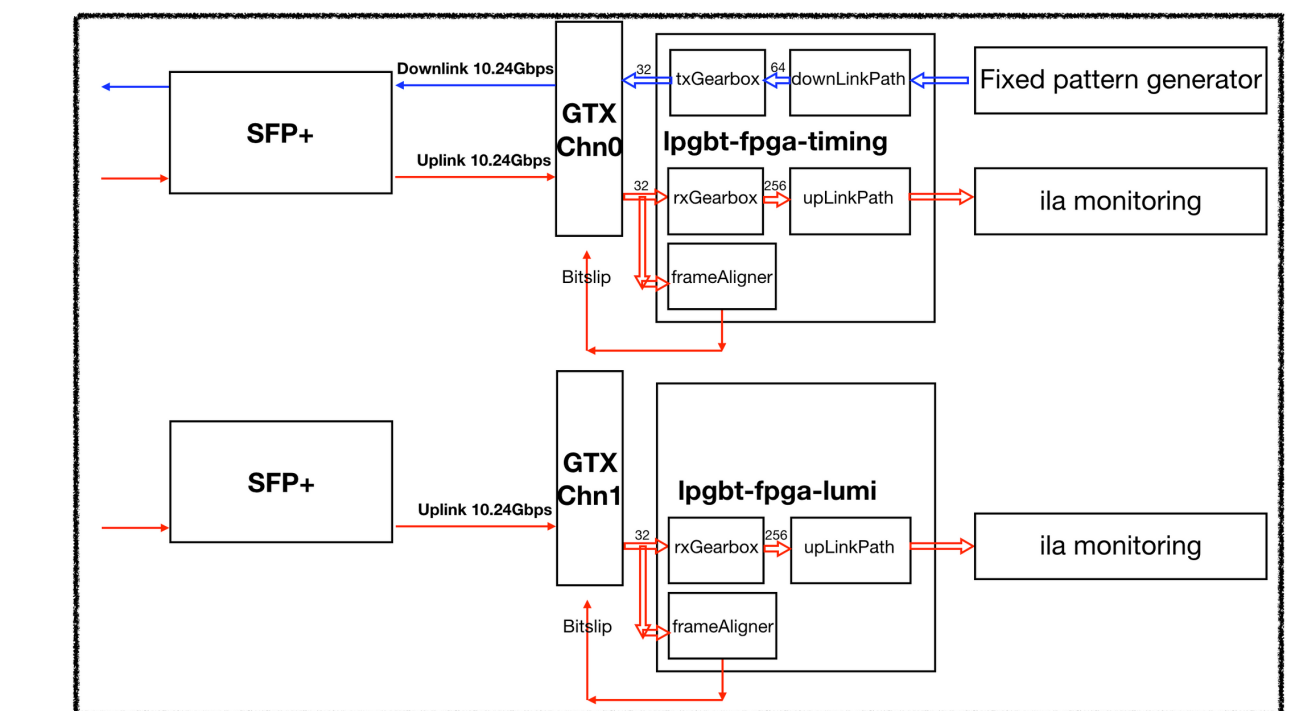 Downlink 10.24Gbps
SFP+
Uplink 10.24Gbps
GTX
Chn0
32
txGearbox
64
downLinkPath
Fixed pattern generator
lpgbt-fpga-timing
32
rxGearbox
256
upLinkPath
ila monitoring
Bitslip
frameAligner
SFP+
Uplink 10.24Gbps
GTX
Chn1
lpgbt-fpga-lumi
32
rxGearbox
256
upLinkPath
ila monitoring
Bitslip
frameAligner